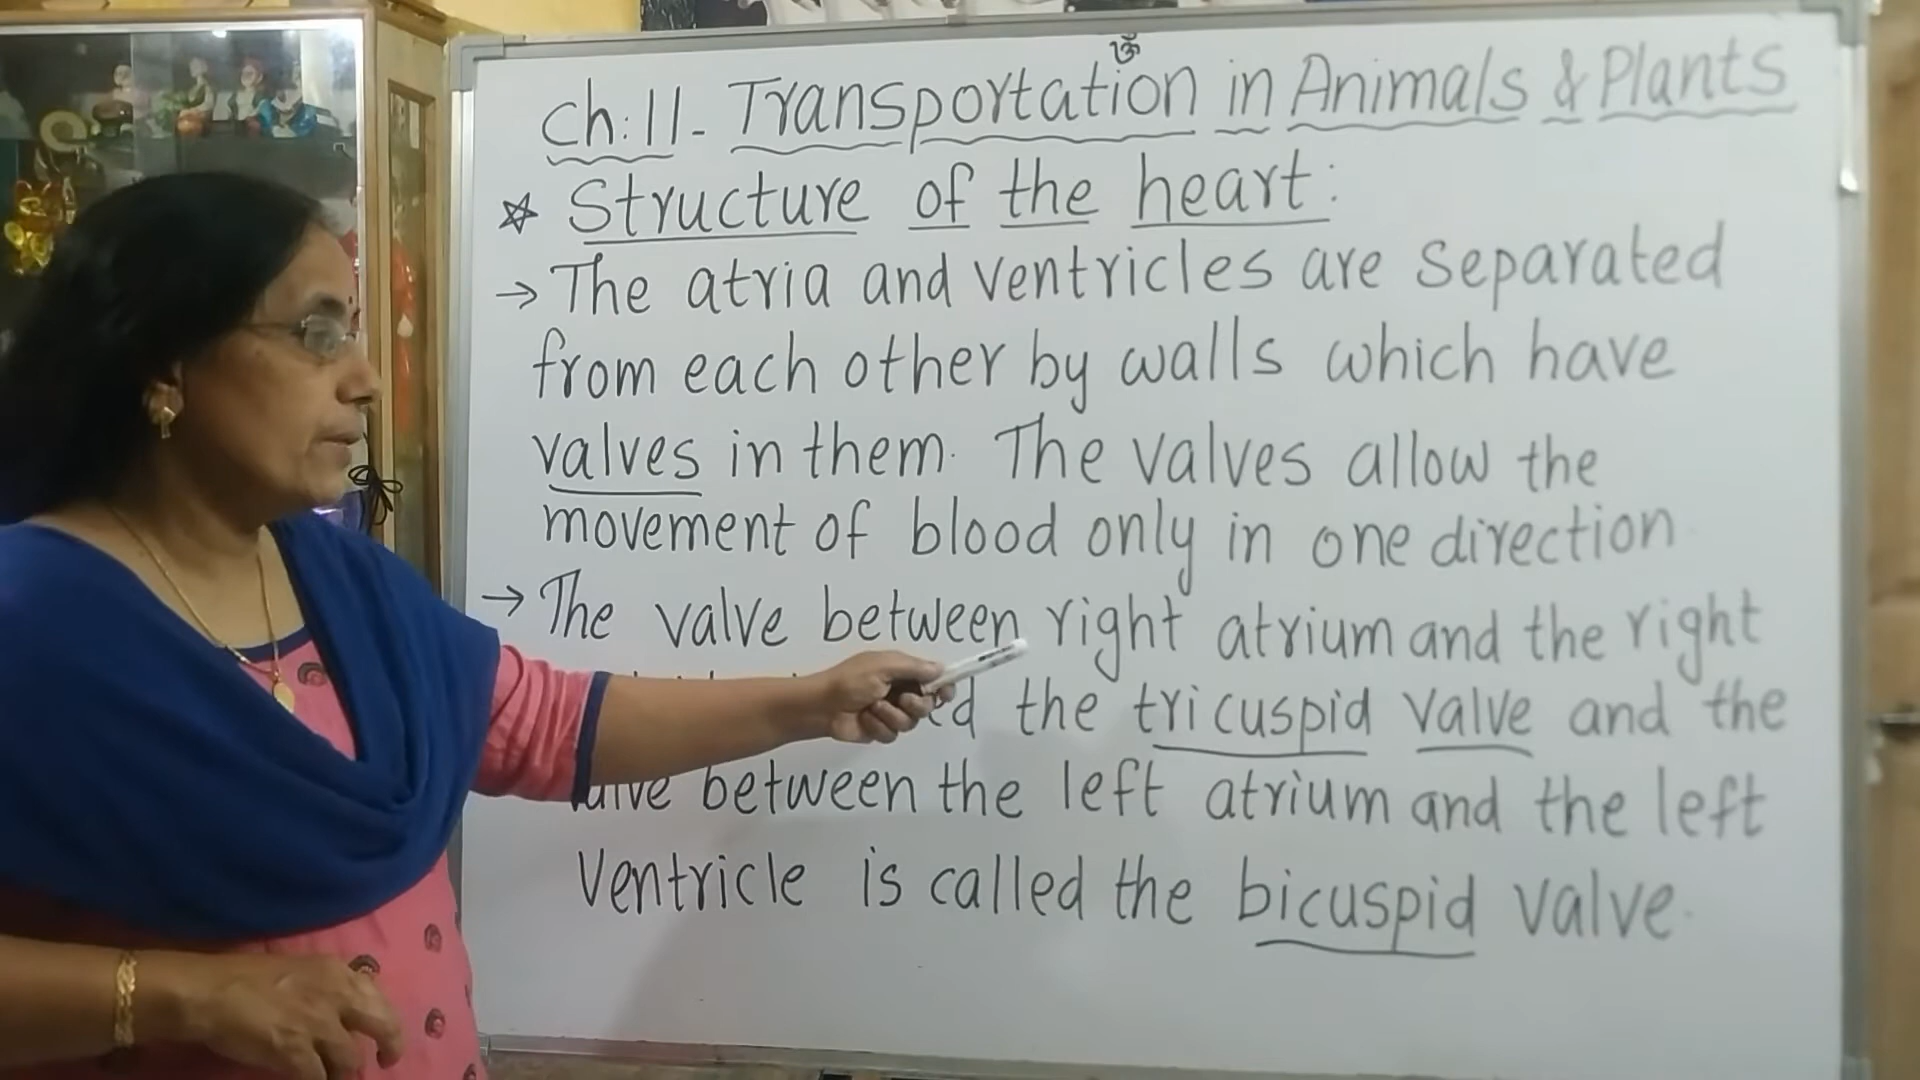 ॐ
Ch:11- Transportation in Animals & Plants
☆ Structure of the heart:
→ The atria and ventricles are separated
from each other by walls which have
valves in them. The valves allow the
movement of blood only in one direction
→ The valve between right atrium and the right
the tricuspid valve and the
valve between the left atrium and the left
Ventricle is called the bicuspid valve.